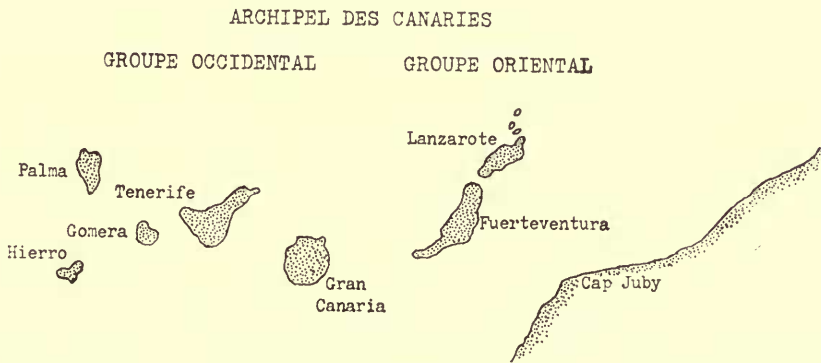 ARCHIPEL DES CANARIES
GROUPE OCCIDENTAL
GROUPE ORIENTAL
Lanzarote
Palma
Tenerife
Gomera
Fuerteventura
Hierro
Gran
Canaria
Cap Juby